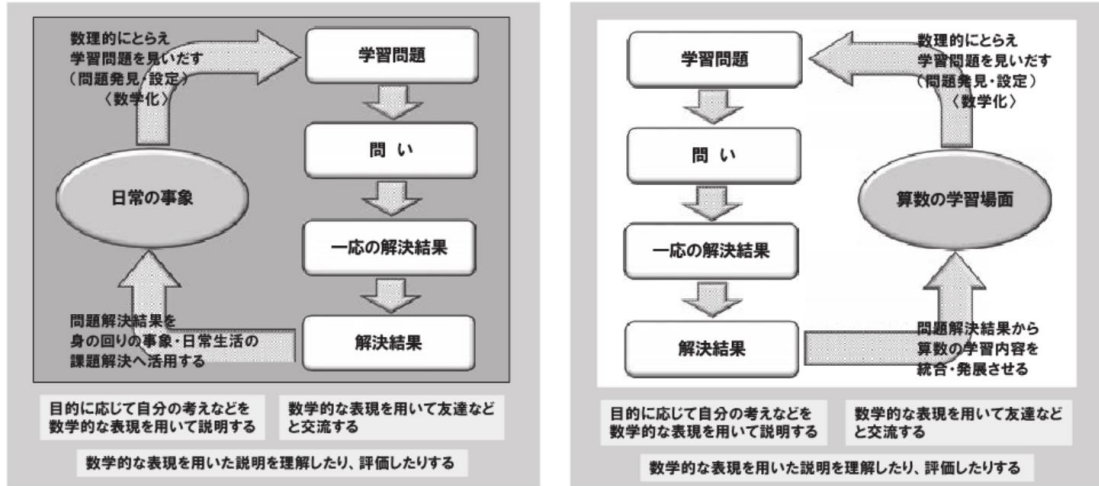 数理的にとらえ
学習問題を見いだす
（問題発見・設定）
〈数学化〉
学習問題
問 い
日常の事象
一応の解決結果
問題解決結果を
身の回りの事象・日常生活の
課題解決へ活用する
解決結果
目的に応じて自分の考えなどを
数学的な表現を用いて説明する
数学的な表現を用いて友達など
と交流する
数学的な表現を用いた説明を理解したり、評価したりする
学習問題
数理的にとらえ
学習問題を見いだす
（問題発見・設定）
〈数学化〉
問 い
算数の学習場面
一応の解決結果
解決結果
問題解決結果から
算数の学習内容を
統合・発展させる
目的に応じて自分の考えなどを
数学的な表現を用いて説明する
数学的な表現を用いて友達など
と交流する
数学的な表現を用いた説明を理解したり、評価したりする